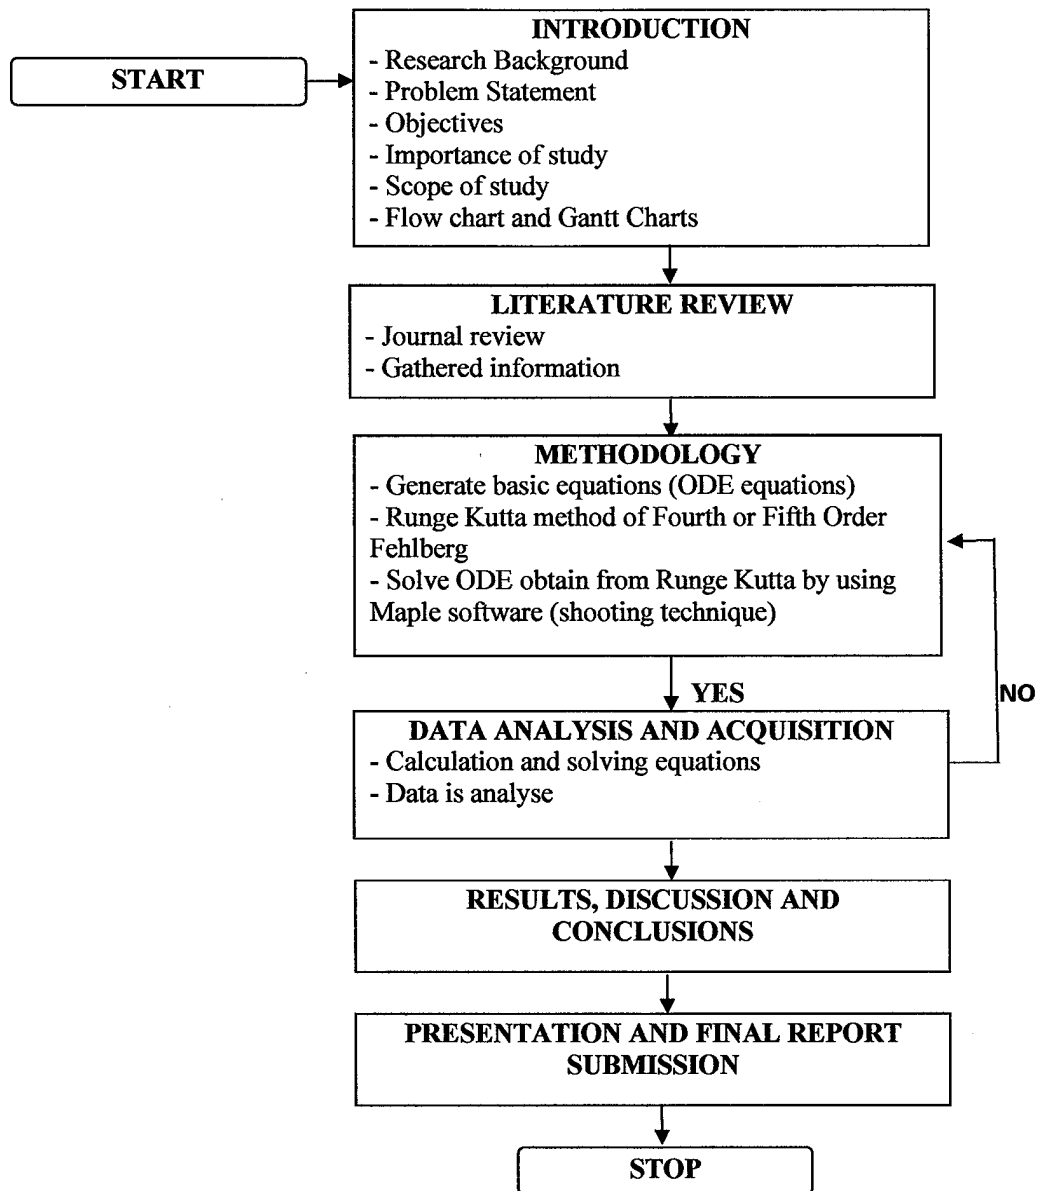 START
INTRODUCTION
- Research Background
- Problem Statement
- Objectives
- Importance of study
- Scope of study
- Flow chart and Gantt Charts
LITERATURE REVIEW
- Journal review
- Gathered information
METHODOLOGY
- Generate basic equations (ODE equations)
- Runge Kutta method of Fourth or Fifth Order
Fehlberg
- Solve ODE obtain from Runge Kutta by using
Maple software (shooting technique)
YES
NO
DATA ANALYSIS AND ACQUISITION
- Calculation and solving equations
- Data is analyse
RESULTS, DISCUSSION AND
CONCLUSIONS
PRESENTATION AND FINAL REPORT
SUBMISSION
STOP